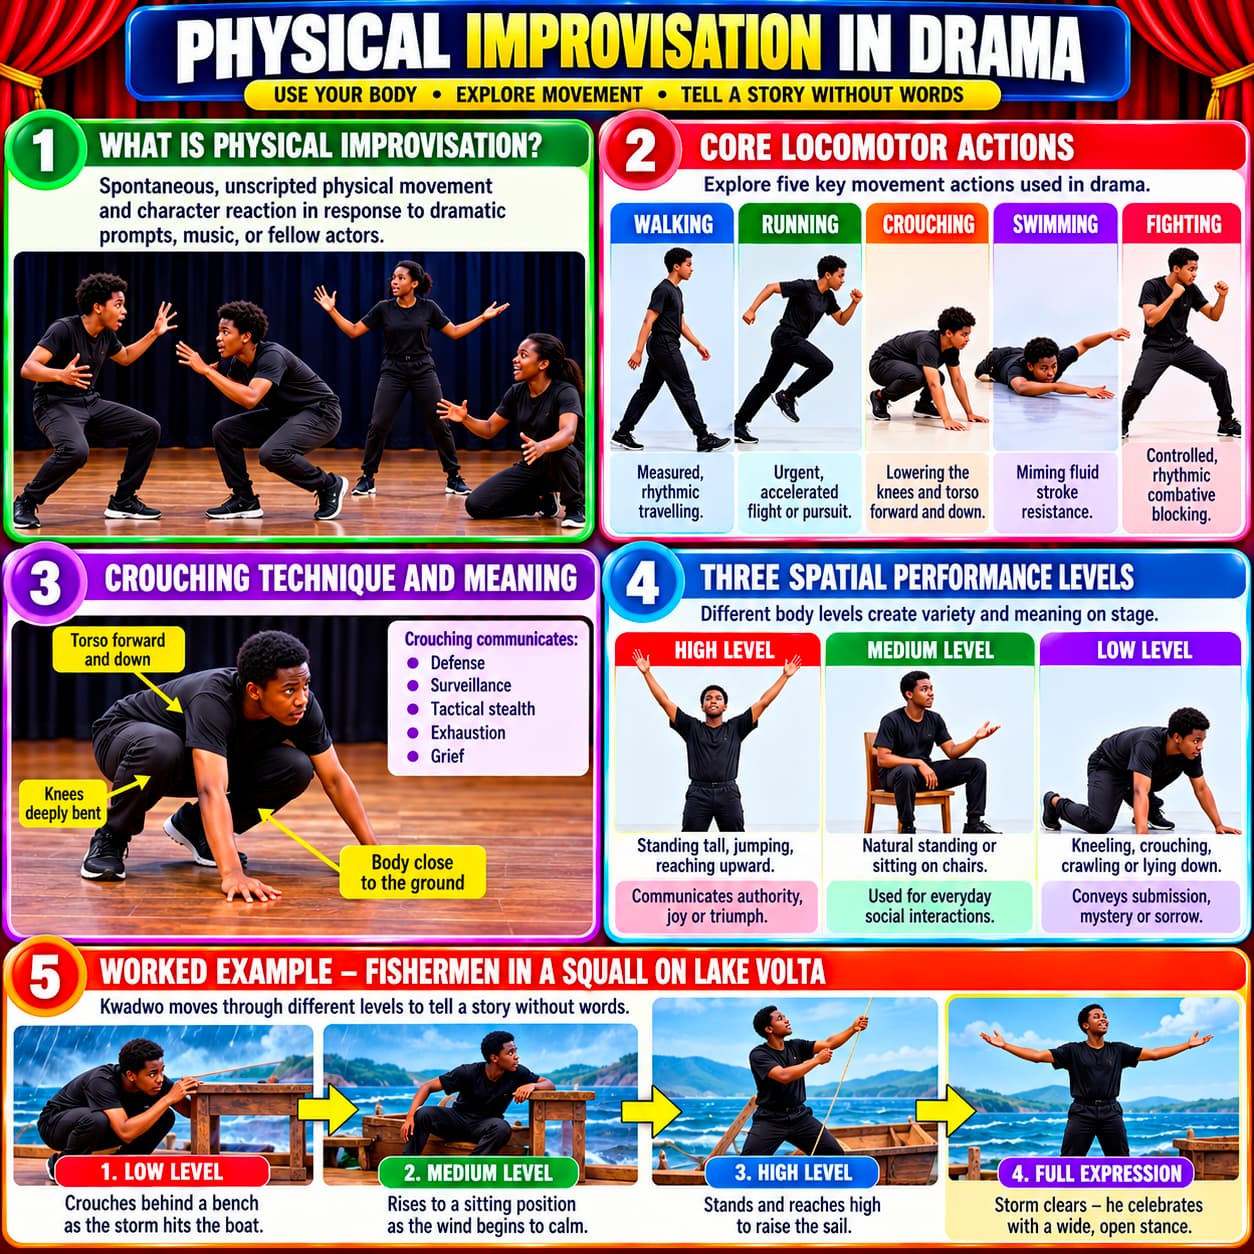 PHYSICAL IMPROVISATION IN DRAMA
USE YOUR BODY • EXPLORE MOVEMENT • TELL A STORY WITHOUT WORDS
1
WHAT IS PHYSICAL IMPROVISATION?
Spontaneous, unscripted physical movement
and character reaction in response to dramatic
prompts, music, or fellow actors.
2
CORE LOCOMOTOR ACTIONS
Explore five key movement actions used in drama.
WALKING
Measured,
rhythmic
travelling.
RUNNING
Urgent,
accelerated
flight or pursuit.
CROUCHING
Lowering the
knees and torso
forward and down.
SWIMMING
Miming fluid
stroke
resistance.
FIGHTING
Controlled,
rhythmic
combative
blocking.
3
CROUCHING TECHNIQUE AND MEANING
Torso forward
and down
Knees
deeply bent
Body close
to the ground
Crouching communicates:
• Defense
• Surveillance
• Tactical stealth
• Exhaustion
• Grief
4
THREE SPATIAL PERFORMANCE LEVELS
Different body levels create variety and meaning on stage.
HIGH LEVEL
Standing tall, jumping,
reaching upward.
Communicates authority,
joy or triumph.
MEDIUM LEVEL
Natural standing or
sitting on chairs.
Used for everyday
social interactions.
LOW LEVEL
Kneeling, crouching,
crawling or lying down.
Conveys submission,
mystery or sorrow.
5
WORKED EXAMPLE – FISHERMEN IN A SQUALL ON LAKE VOLTA
Kwadwo moves through different levels to tell a story without words.
1. LOW LEVEL
Crouches behind a bench
as the storm hits the boat.
2. MEDIUM LEVEL
Rises to a sitting position
as the wind begins to calm.
3. HIGH LEVEL
Stands and reaches high
to raise the sail.
4. FULL EXPRESSION
Storm clears – he celebrates
with a wide, open stance.